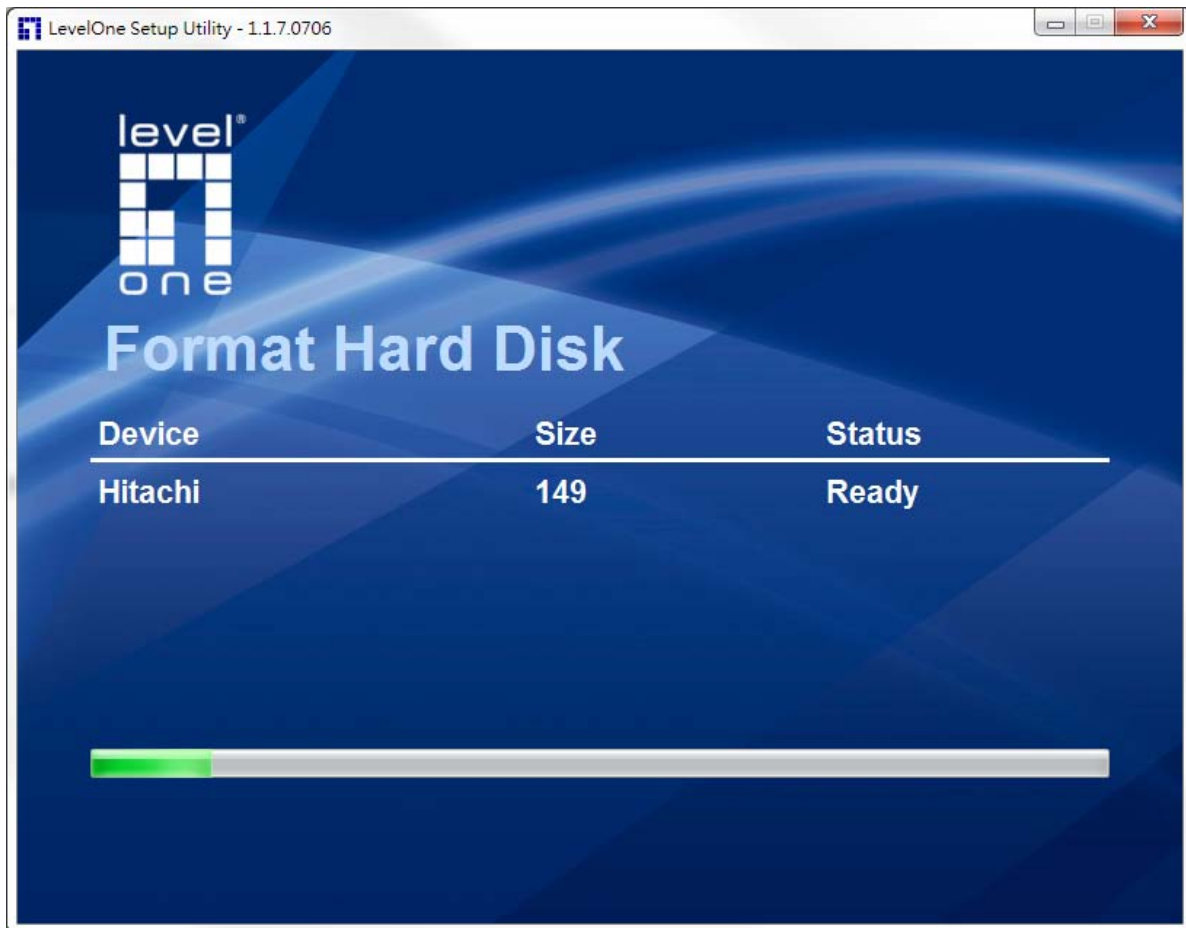 LevelOne Setup Utility - 1.1.7.0706
level®
one
Format Hard Disk
Device Size Status
Hitachi 149 Ready